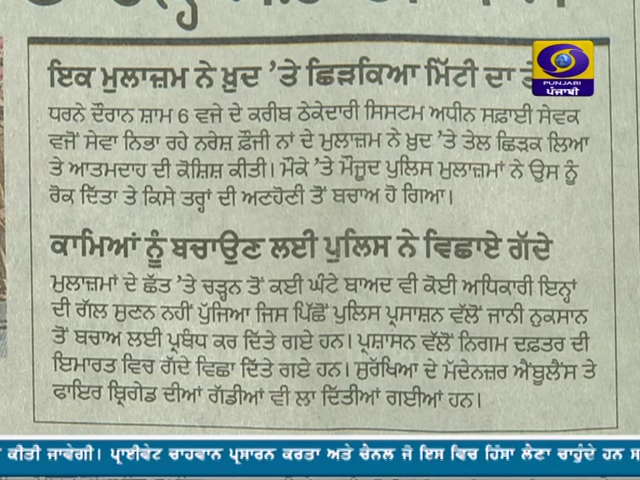 ਇਕ ਮੁਲਾਜ਼ਮ ਨੇ ਖ਼ੁਦ ’ਤੇ ਛਿੜਕਿਆ ਮਿੱਟੀ ਦਾ
PUNJABI
ਪੰਜਾਬੀ
ਧਰਨੇ ਦੌਰਾਨ ਸ਼ਾਮ 6 ਵਜੇ ਦੇ ਕਰੀਬ ਠੇਕੇਦਾਰੀ ਸਿਸਟਮ ਅਧੀਨ ਸਫ਼ਾਈ ਸੇਵਕ
ਵਜੋਂ ਸੇਵਾ ਨਿਭਾ ਰਹੇ ਨਰੇਸ਼ ਫ਼ੌਜੀ ਨਾਂ ਦੇ ਮੁਲਾਜ਼ਮ ਨੇ ਖ਼ੁਦ ’ਤੇ ਤੇਲ ਛਿੜਕ ਲਿਆ
ਤੇ ਆਤਮਦਾਹ ਦੀ ਕੋਸ਼ਿਸ਼ ਕੀਤੀ। ਮੌਕੇ ’ਤੇ ਮੌਜੂਦ ਪੁਲਿਸ ਮੁਲਾਜ਼ਮਾਂ ਨੇ ਉਸ ਨੂੰ
ਰੋਕ ਦਿੱਤਾ ਤੇ ਕਿਸੇ ਤਰ੍ਹਾਂ ਦੀ ਅਣਹੋਣੀ ਤੋਂ ਬਚਾਅ ਹੋ ਗਿਆ।
ਕਾਮਿਆਂ ਨੂੰ ਬਚਾਉਣ ਲਈ ਪੁਲਿਸ ਨੇ ਵਿਛਾਏ ਗੱਦੇ
ਮੁਲਾਜ਼ਮਾਂ ਦੇ ਛੱਤ ’ਤੇ ਚੜ੍ਹਨ ਤੋਂ ਕਈ ਘੰਟੇ ਬਾਅਦ ਵੀ ਕੋਈ ਅਧਿਕਾਰੀ ਇਨ੍ਹਾਂ
ਦੀ ਗੱਲ ਸੁਣਨ ਨਹੀਂ ਪੁੱਜਿਆ ਜਿਸ ਪਿੱਛੋਂ ਪੁਲਿਸ ਪ੍ਰਸਾਸ਼ਨ ਵੱਲੋਂ ਜਾਨੀ ਨੁਕਸਾਨ
ਤੋਂ ਬਚਾਅ ਲਈ ਪ੍ਰਬੰਧ ਕਰ ਦਿੱਤੇ ਗਏ ਹਨ। ਪ੍ਰਸ਼ਾਸਨ ਵੱਲੋਂ ਨਿਗਮ ਦਫ਼ਤਰ ਦੀ
ਇਮਾਰਤ ਵਿਚ ਗੱਦੇ ਵਿਛਾ ਦਿੱਤੇ ਗਏ ਹਨ। ਸੁਰੱਖਿਆ ਦੇ ਮੱਦੇਨਜ਼ਰ ਐਂਬੂਲੈਂਸ ਤੇ
ਫਾਇਰ ਬ੍ਰਿਗੇਡ ਦੀਆਂ ਗੱਡੀਆਂ ਵੀ ਲਾ ਦਿੱਤੀਆਂ ਗਈਆਂ ਹਨ।
ਕੀਤੀ ਜਾਵੇਗੀ। ਪ੍ਰਾਈਵੇਟ ਚਾਹਵਾਨ ਪ੍ਰਸਾਰਨ ਕਰਤਾ ਅਤੇ ਚੈਨਲ ਜੋ ਇਸ ਵਿਚ ਹਿੱਸਾ ਲੈਣਾ ਚਾਹੁੰਦੇ ਹਨ